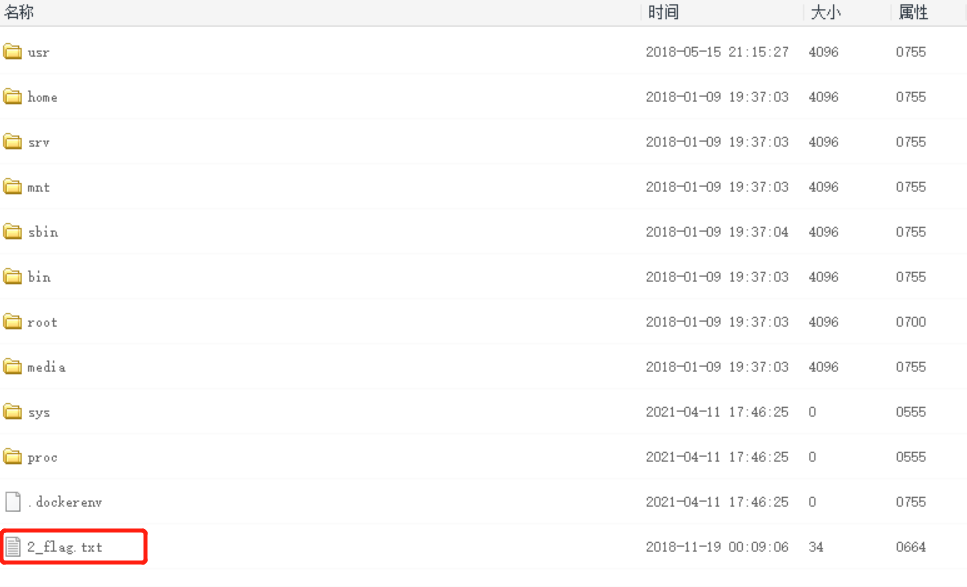 名称 时间 大小 属性
usr 2018-05-15 21:15:27 4096 0755
home 2018-01-09 19:37:03 4096 0755
srv 2018-01-09 19:37:03 4096 0755
mnt 2018-01-09 19:37:03 4096 0755
sbin 2018-01-09 19:37:04 4096 0755
bin 2018-01-09 19:37:03 4096 0755
root 2018-01-09 19:37:03 4096 0700
media 2018-01-09 19:37:03 4096 0755
sys 2021-04-11 17:46:25 0 0555
proc 2021-04-11 17:46:25 0 0555
.dockerenv 2021-04-11 17:46:25 0 0755
2_flag.txt 2018-11-19 00:09:06 34 0664